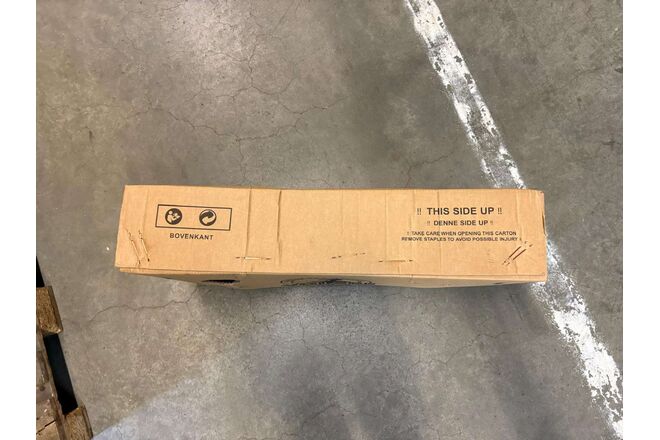 BOVENKANT
!! THIS SIDE UP !!
!! DENNE SIDE UP !!
!! TAKE CARE WHEN OPENING THIS CARTON
REMOVE STAPLES TO AVOID POSSIBLE INJURY !!